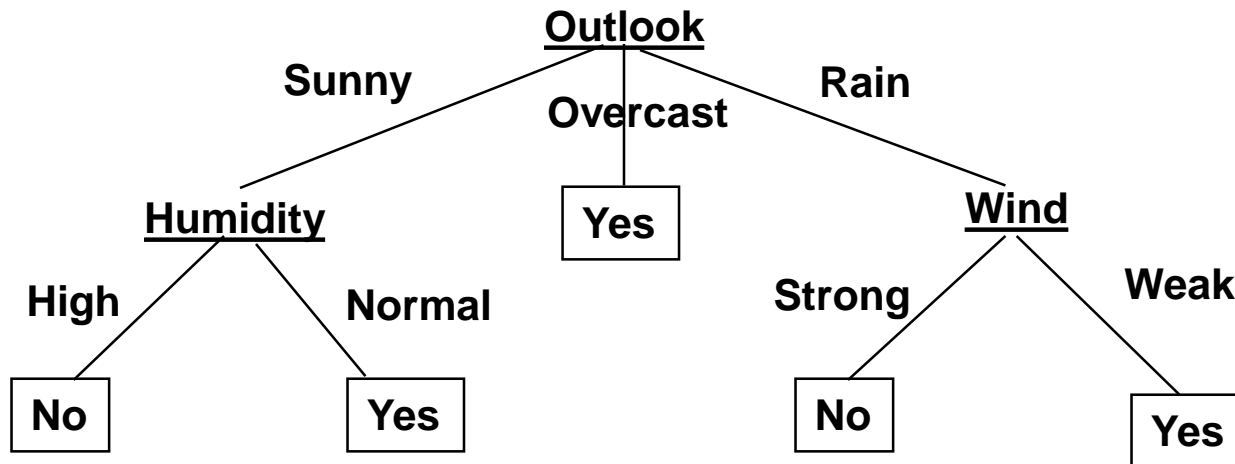 Outlook
Sunny
Overcast
Rain
Humidity
Yes
Wind
High
Normal
Strong
Weak
No
Yes
No
Yes